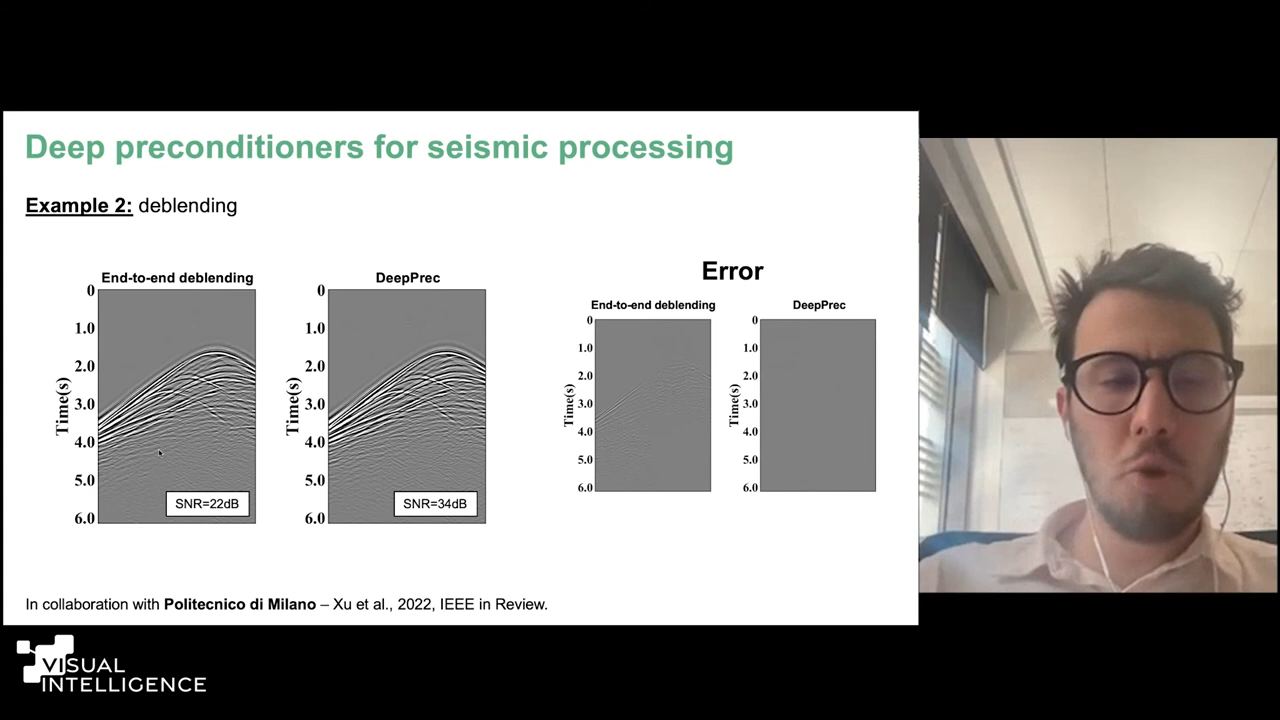 Deep preconditioners for seismic processing
Example 2: deblending
End-to-end deblending
0
1.0
2.0
3.0
4.0
5.0
6.0
Time(s)
SNR=22dB
DeepPrec
0
1.0
2.0
3.0
4.0
5.0
6.0
Time(s)
SNR=34dB
Error
End-to-end deblending
0
1.0
2.0
3.0
4.0
5.0
6.0
Time(s)
DeepPrec
0
1.0
2.0
3.0
4.0
5.0
6.0
Time(s)
In collaboration with Politecnico di Milano – Xu et al., 2022, IEEE in Review.
VISUAL
INTELLIGENCE